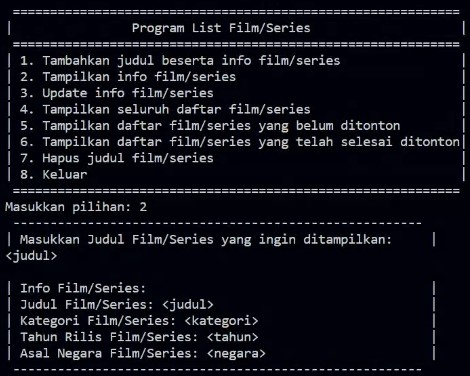 =====================================================
| Program List Film/Series |
=====================================================
| 1. Tambahkan judul beserta info film/series |
| 2. Tampilkan info film/series |
| 3. Update info film/series |
| 4. Tampilkan seluruh daftar film/series |
| 5. Tampilkan daftar film/series yang belum ditonton |
| 6. Tampilkan daftar film/series yang telah selesai ditonton|
| 7. Hapus judul film/series |
| 8. Keluar |
=====================================================
Masukkan pilihan: 2
-------------------------------------------------
| Masukkan Judul Film/Series yang ingin ditampilkan: |
<judul>
| Info Film/Series: |
| Judul Film/Series: <judul> |
| Kategori Film/Series: <kategori> |
| Tahun Rilis Film/Series: <tahun> |
| Asal Negara Film/Series: <negara> |
-------------------------------------------------